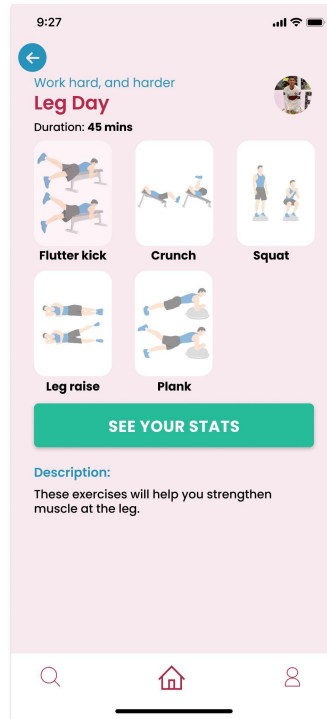 9:27
Work hard, and harder
Leg Day
Duration: 45 mins
Flutter kick
Crunch
Squat
Leg raise
Plank
SEE YOUR STATS
Description:
These exercises will help you strengthen
muscle at the leg.